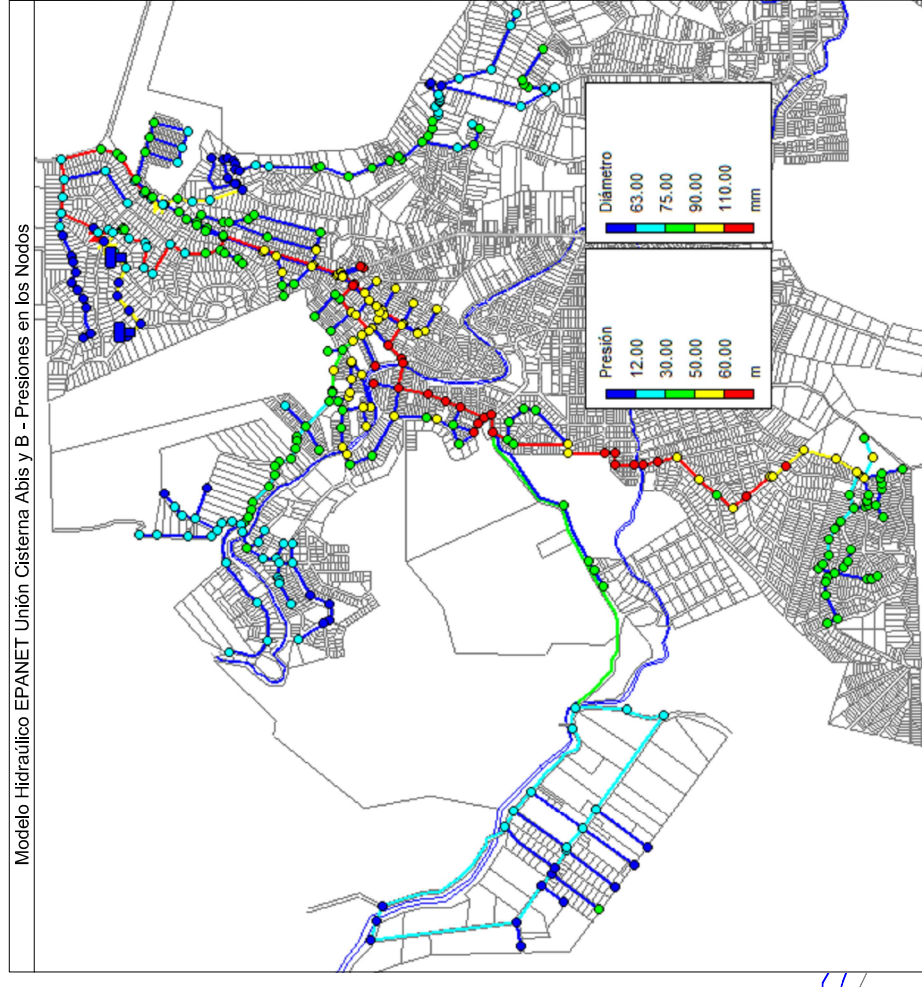 Modelo Hidraúlico EPANET Unión Cisterna Abis y B - Presiones en los Nodos
Presión
12.00
30.00
50.00
60.00
m
Diámetro
63.00
75.00
90.00
110.00
mm